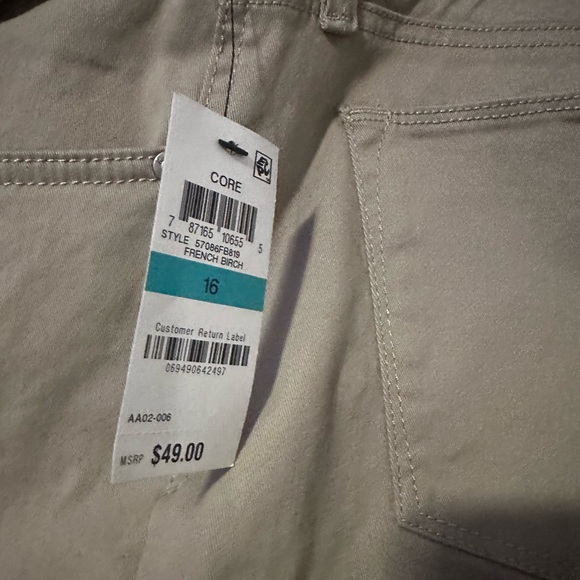 CORE
7 87165 10655 5
STYLE 57086FB819
FRENCH BIRCH
16
Customer Return Label
069490642497
AA02-006
MSRP $49.00